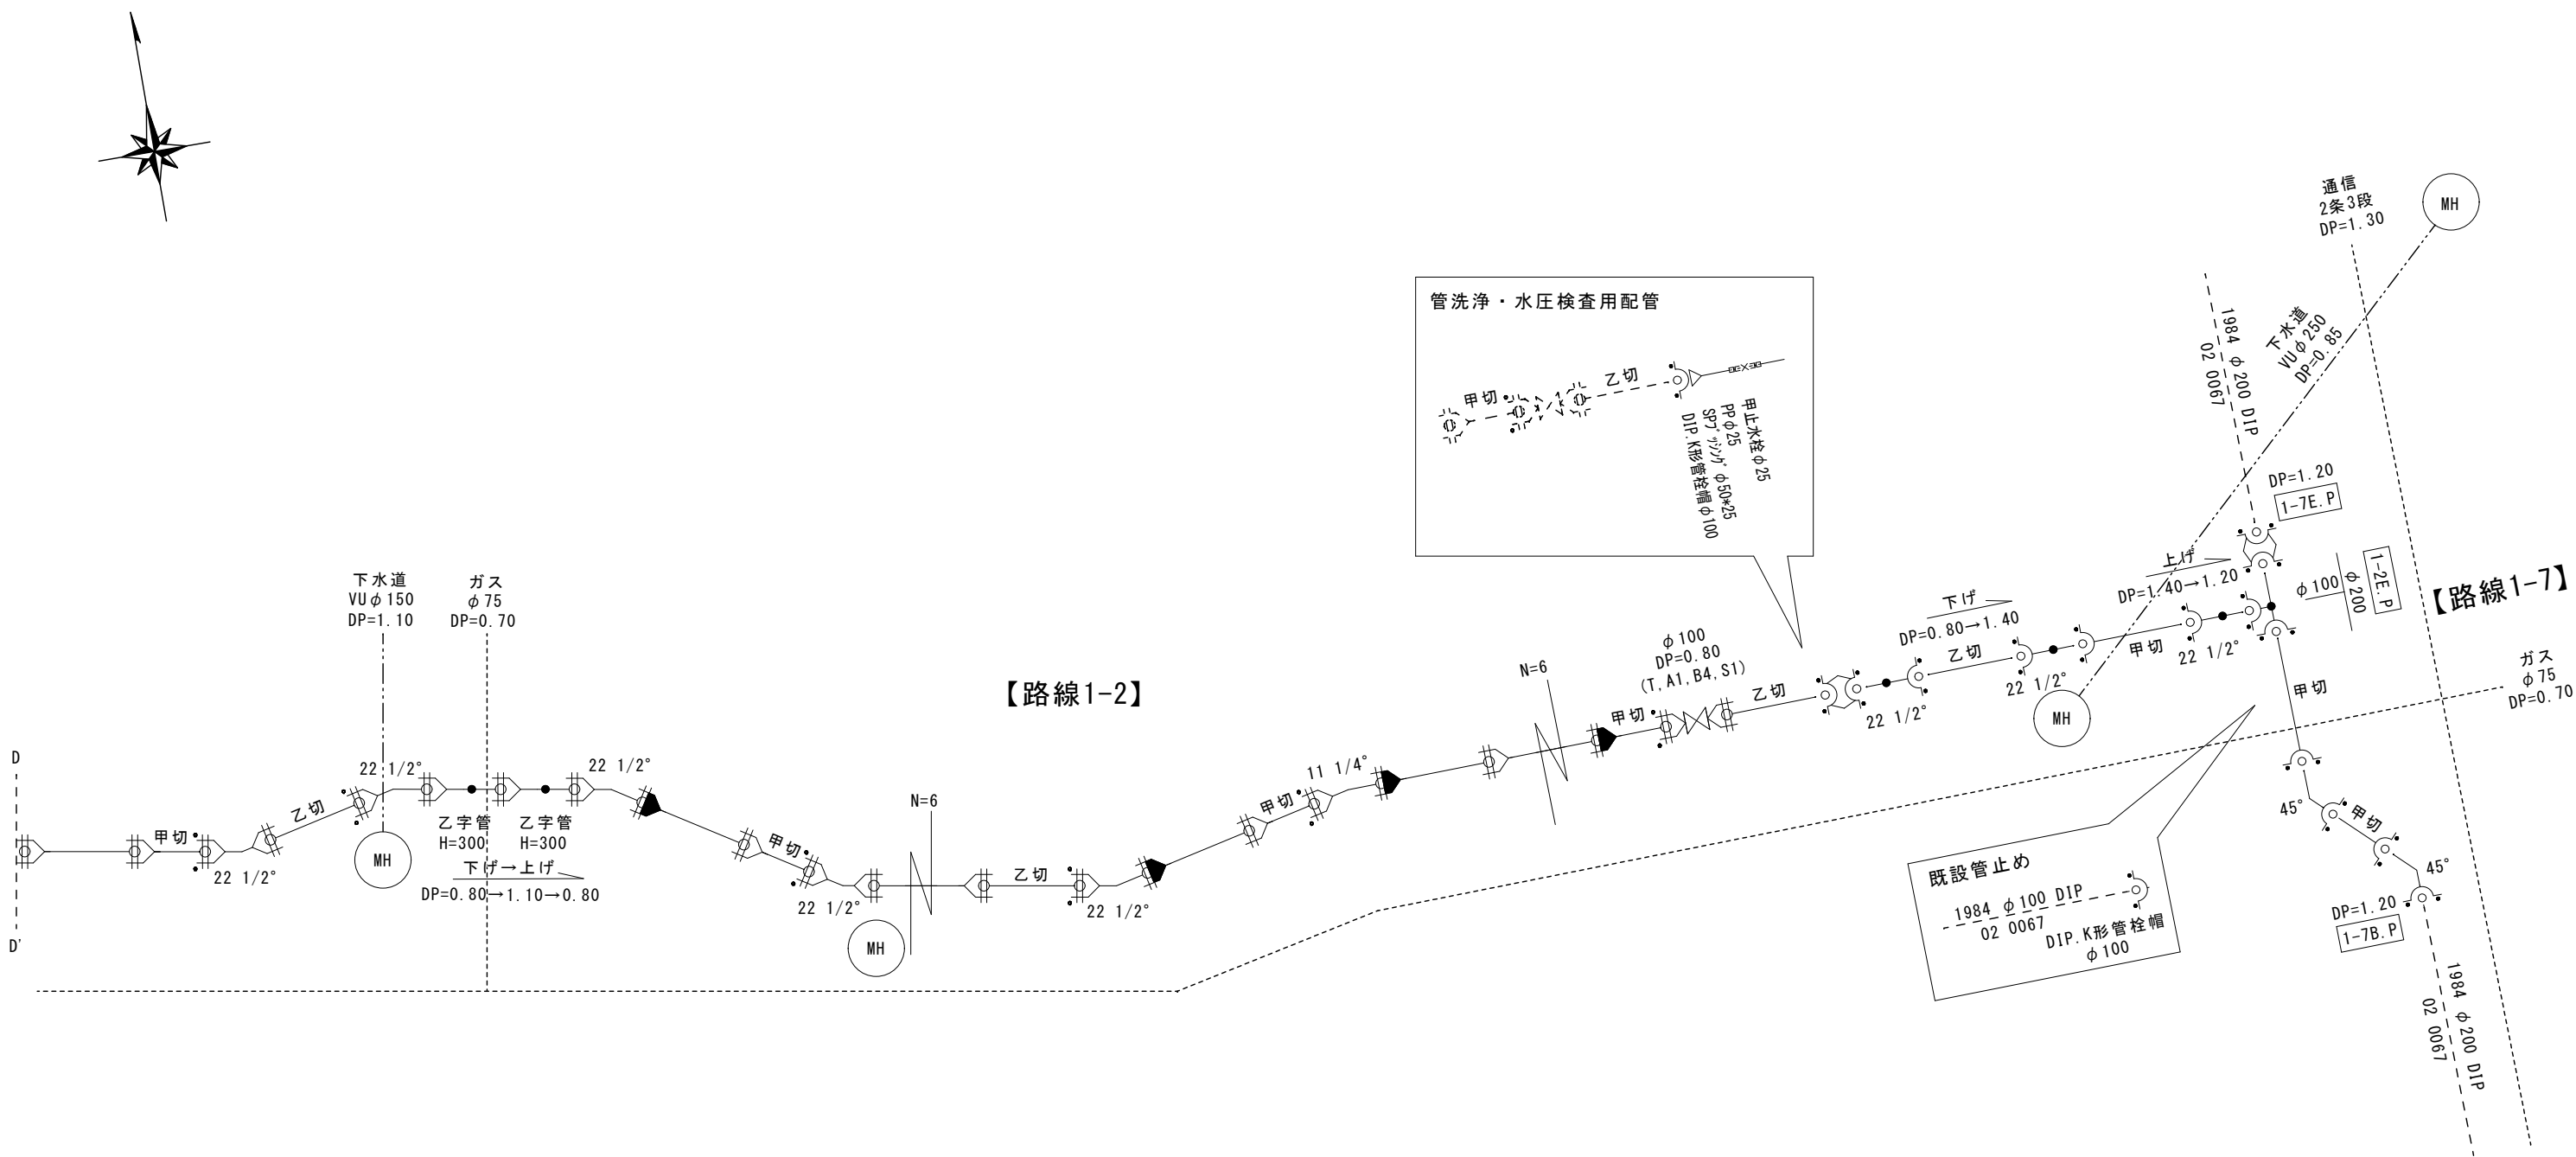 通信
2条3段
DP=1.30
MH
管洗浄・水圧検査用配管
甲切
乙切
甲止水栓φ25
PPφ25
SPブッシングφ50*25
DIP.K形管栓帽φ100
1984 φ200 DIP
02 0067
下水道
VUφ250
DP=0.85
DP=1.20
1-7E.P
上げ
DP=1.40→1.20
φ100
φ200
1-2E.P
【路線1-7】
下水道
VUφ150
DP=1.10
ガス
φ75
DP=0.70
【路線1-2】
N=6
φ100
DP=0.80
(T,A1,B4,S1)
下げ
DP=0.80→1.40
乙切
甲切
22 1/2°
乙切
22 1/2°
22 1/2°
甲切
MH
甲切
ガス
φ75
DP=0.70
D
D'
甲切
22 1/2°
乙切
22 1/2°
MH
乙字管
H=300
乙字管
H=300
下げ→上げ
DP=0.80→1.10→0.80
22 1/2°
甲切
22 1/2°
MH
N=6
乙切
22 1/2°
甲切
11 1/4°
45°
甲切
45°
既設管止め
1984 φ100 DIP
02 0067
DIP.K形管栓帽
φ100
DP=1.20
1-7B.P
1984 φ200 DIP
02 0067